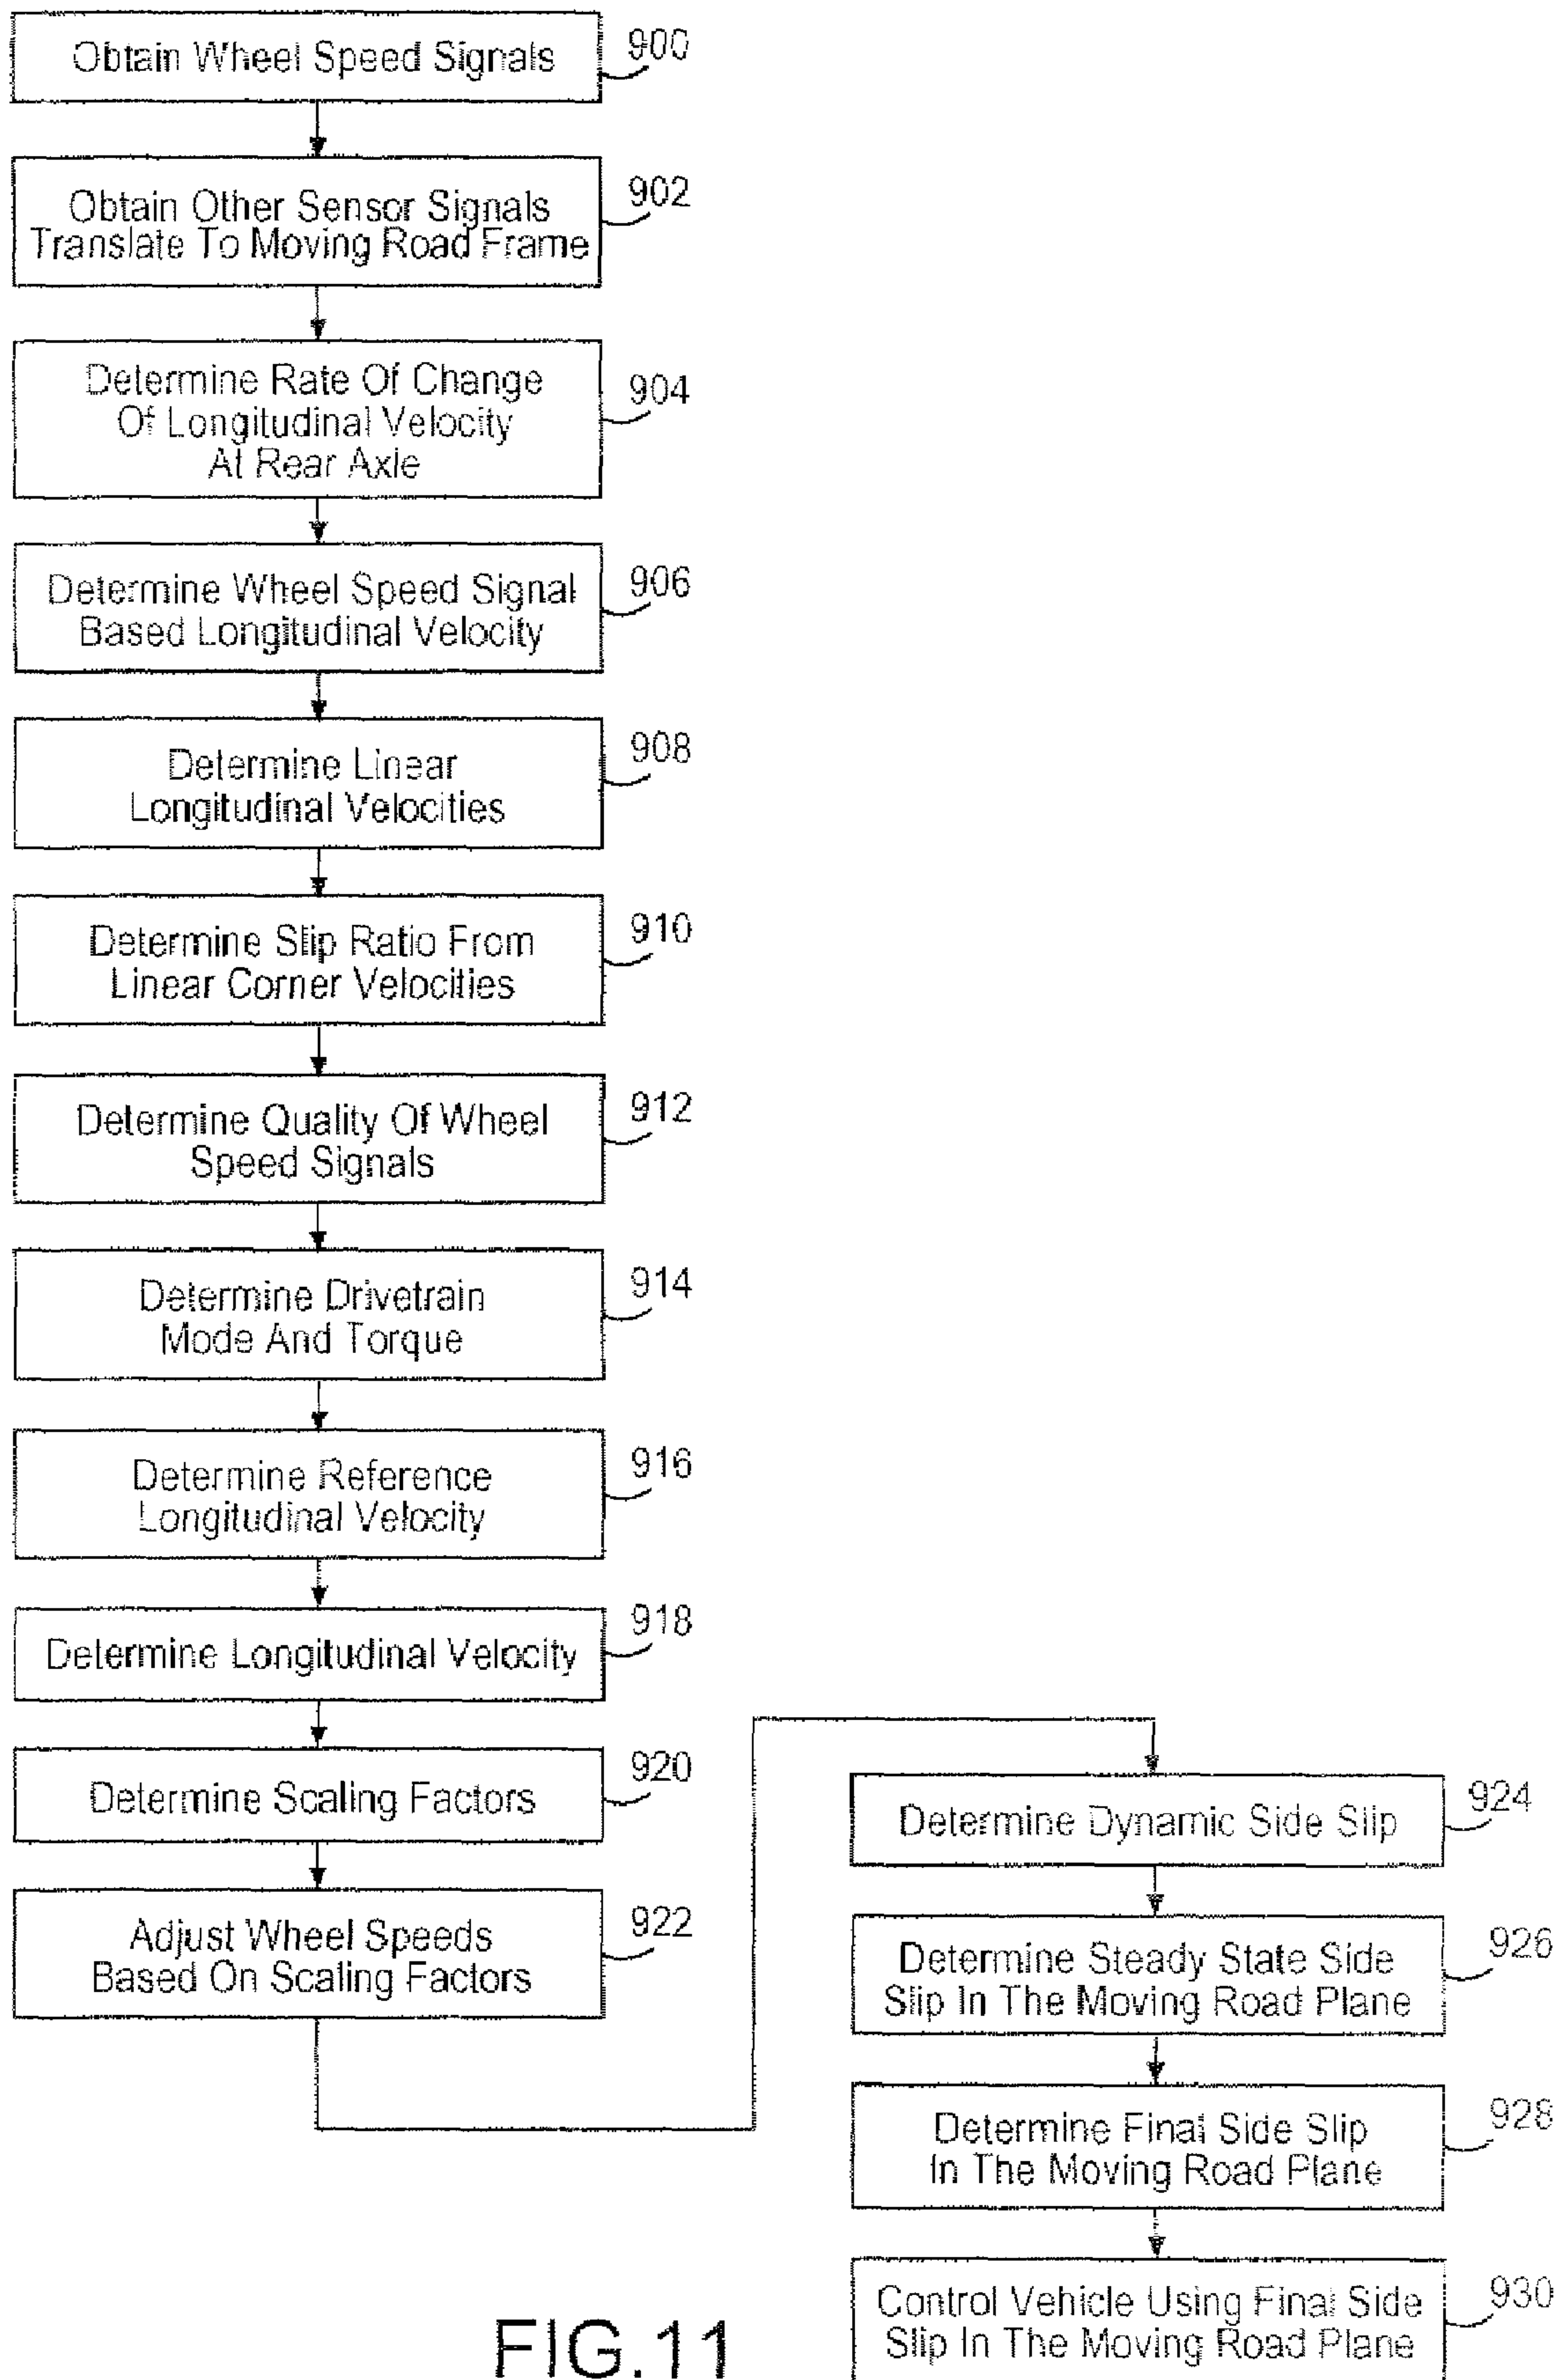 Obtain Wheel Speed Signals
900
Obtain Other Sensor Signals
Translate To Moving Road Frame
902
Determine Rate Of Change
Of Longitudinal Velocity
At Rear Axle
904
Determine Wheel Speed Signal
Based Longitudinal Velocity
906
Determine Linear
Longitudinal Velocities
908
Determine Slip Ratio From
Linear Corner Velocities
910
Determine Quality Of Wheel
Speed Signals
912
Determine Drivetrain
Mode And Torque
914
Determine Reference
Longitudinal Velocity
916
Determine Longitudinal Velocity
918
Determine Scaling Factors
920
Adjust Wheel Speeds
Based On Scaling Factors
922
Determine Dynamic Side Slip
924
Determine Steady State Side
Slip In The Moving Road Plane
926
Determine Final Side Slip
In The Moving Road Plane
928
Control Vehicle Using Final Side
Slip In The Moving Road Plane
930
FIG.11